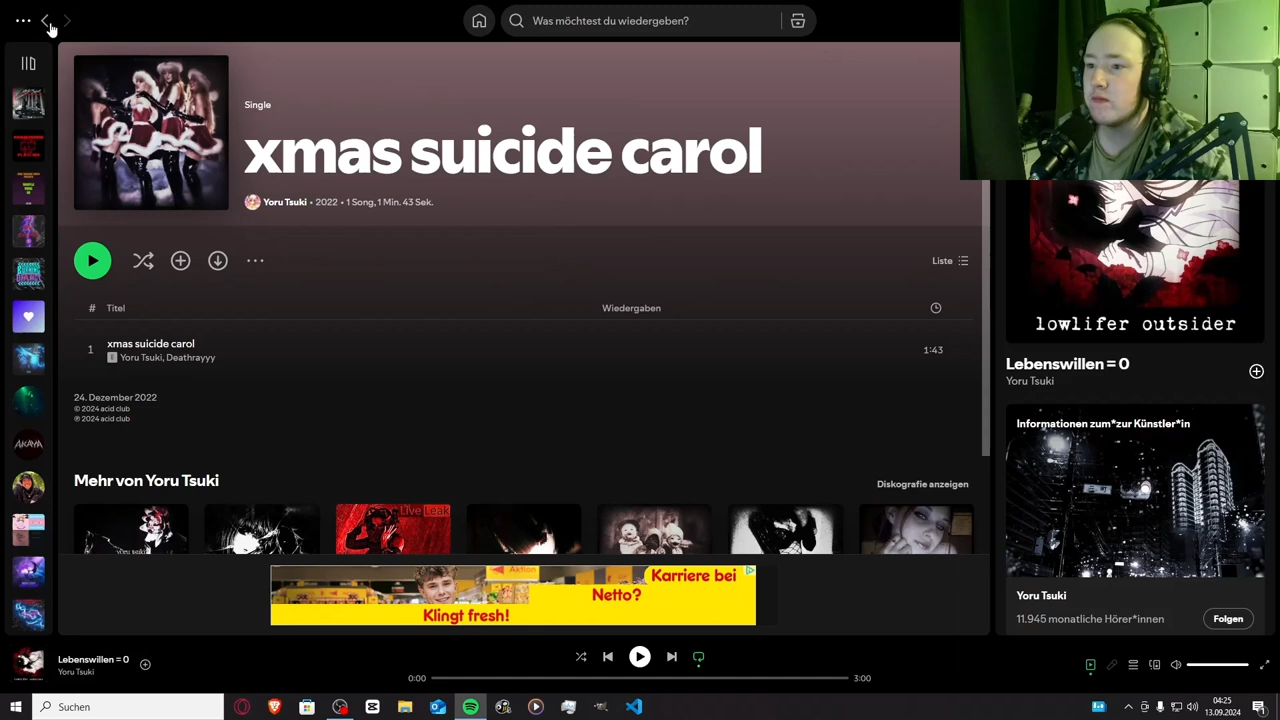 Was möchtest du wiedergeben?
Single
xmas suicide carol
Yoru Tsuki • 2022 • 1 Song, 1 Min. 43 Sek.
Liste
# Titel Wiedergaben
1 xmas suicide carol 1:43
E Yoru Tsuki, Deathrayyy
24. Dezember 2022
© 2024 acid club
℗ 2024 acid club
Mehr von Yoru Tsuki
Diskografie anzeigen
Live Leak
Aktion
Karriere bei
Netto?
Klingt fresh!
lowlifer outsider
Lebenswillen = 0
Yoru Tsuki
Informationen zum*zur Künstler*in
Yoru Tsuki
11.945 monatliche Hörer*innen
Folgen
Lebenswillen = 0
Yoru Tsuki
0:00
3:00
Suchen
04:25
13.09.2024